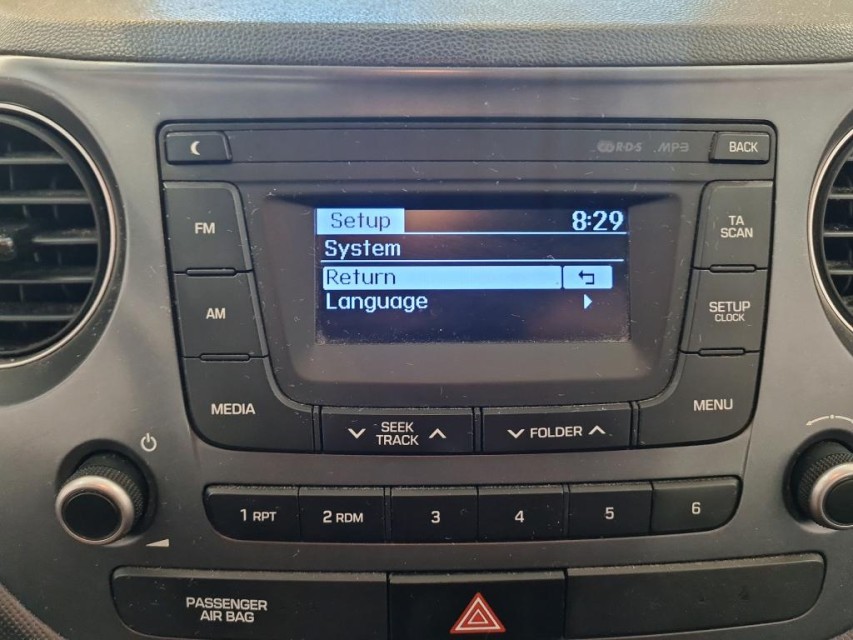 RDS MP3
BACK
FM
Setup 8:29
TA
SCAN
System
Return
Language
AM
SETUP
CLOCK
MEDIA
SEEK
TRACK
FOLDER
MENU
1 RPT
2 RDM
3
4
5
6
PASSENGER
AIR BAG